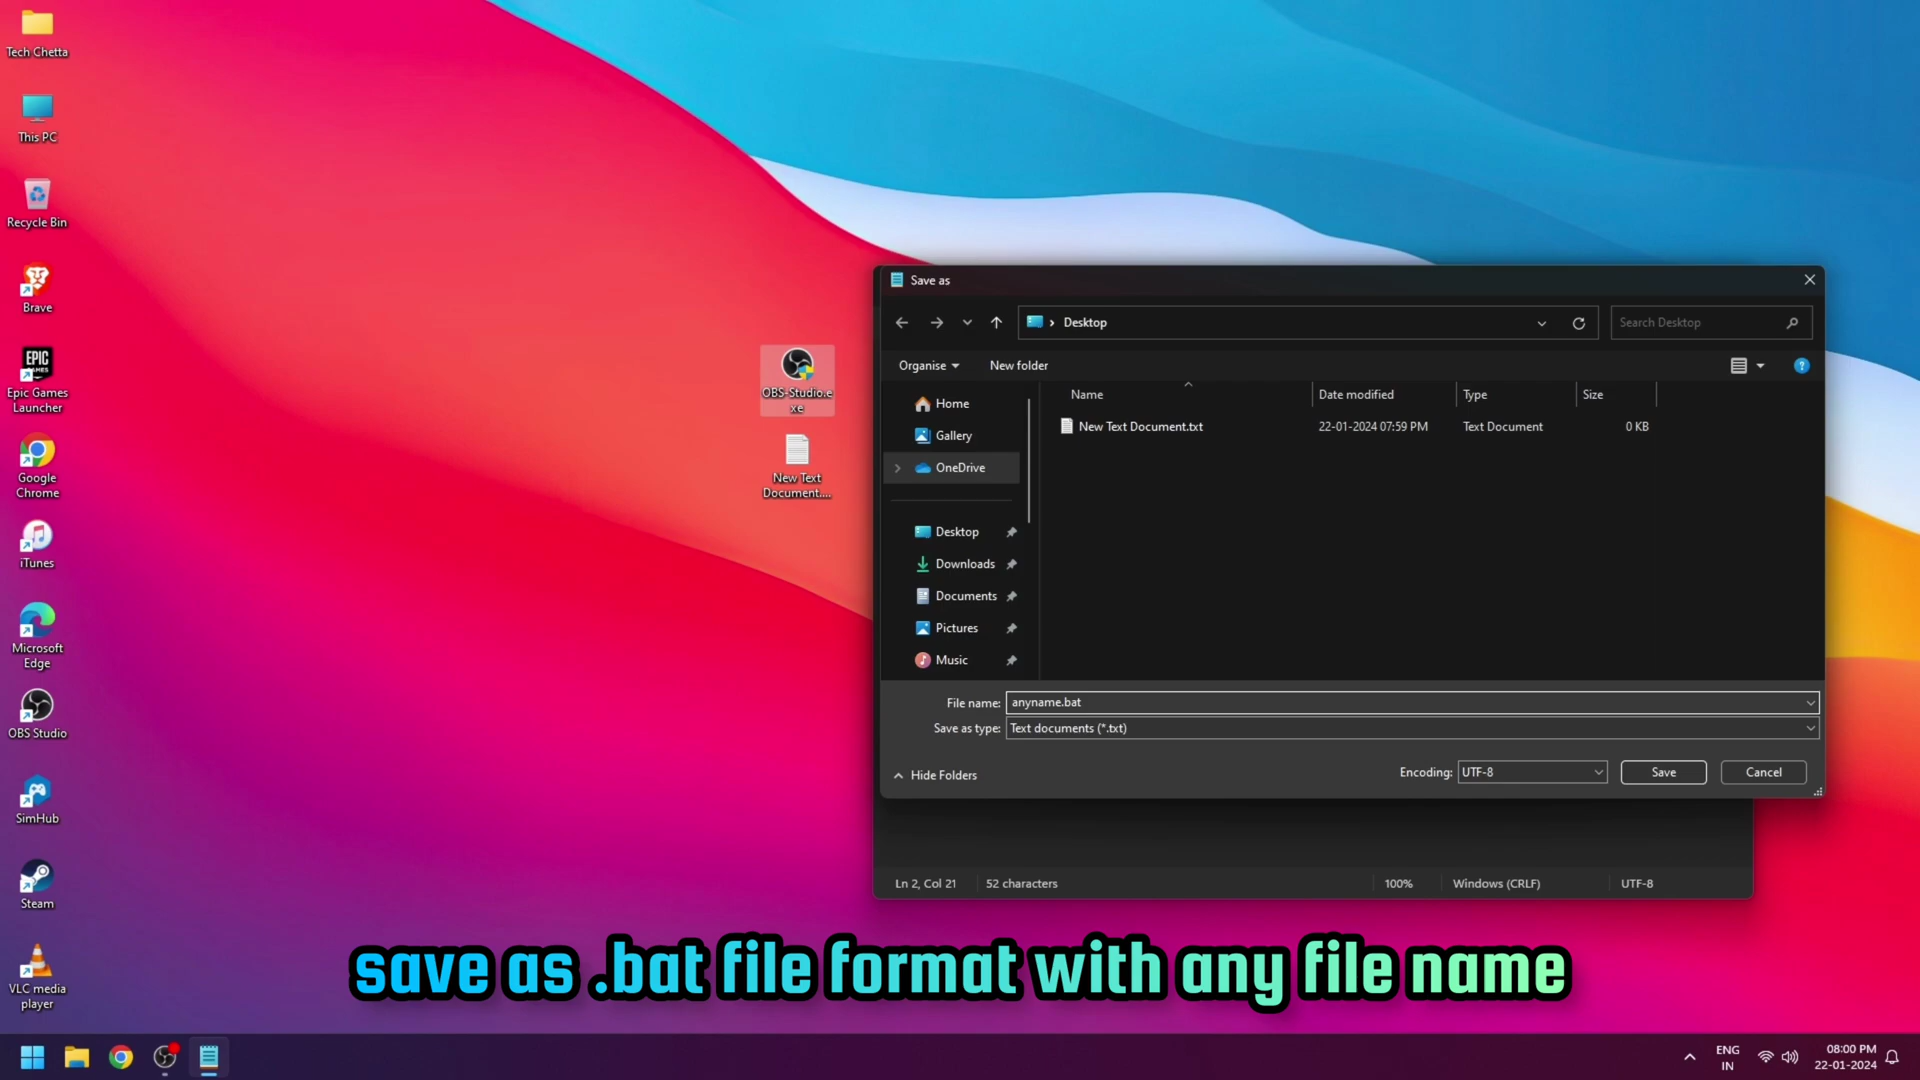 Tech Chetta
This PC
Recycle Bin
Brave
EPIC
GAMES
Epic Games
Launcher
Google
Chrome
iTunes
Microsoft
Edge
OBS Studio
SimHub
Steam
VLC media
player
OBS-Studio.e
xe
New Text
Document....
Save as
Desktop
Search Desktop
Organise
New folder
Home
Gallery
OneDrive
Desktop
Downloads
Documents
Pictures
Music
Name
Date modified
Type
Size
New Text Document.txt
22-01-2024 07:59 PM
Text Document
0 KB
File name:
anyname.bat
Save as type:
Text documents (*.txt)
Hide Folders
Encoding:
UTF-8
Save
Cancel
Ln 2, Col 21
52 characters
100%
Windows (CRLF)
UTF-8
save as .bat file format with any file name
ENG
IN
08:00 PM
22-01-2024